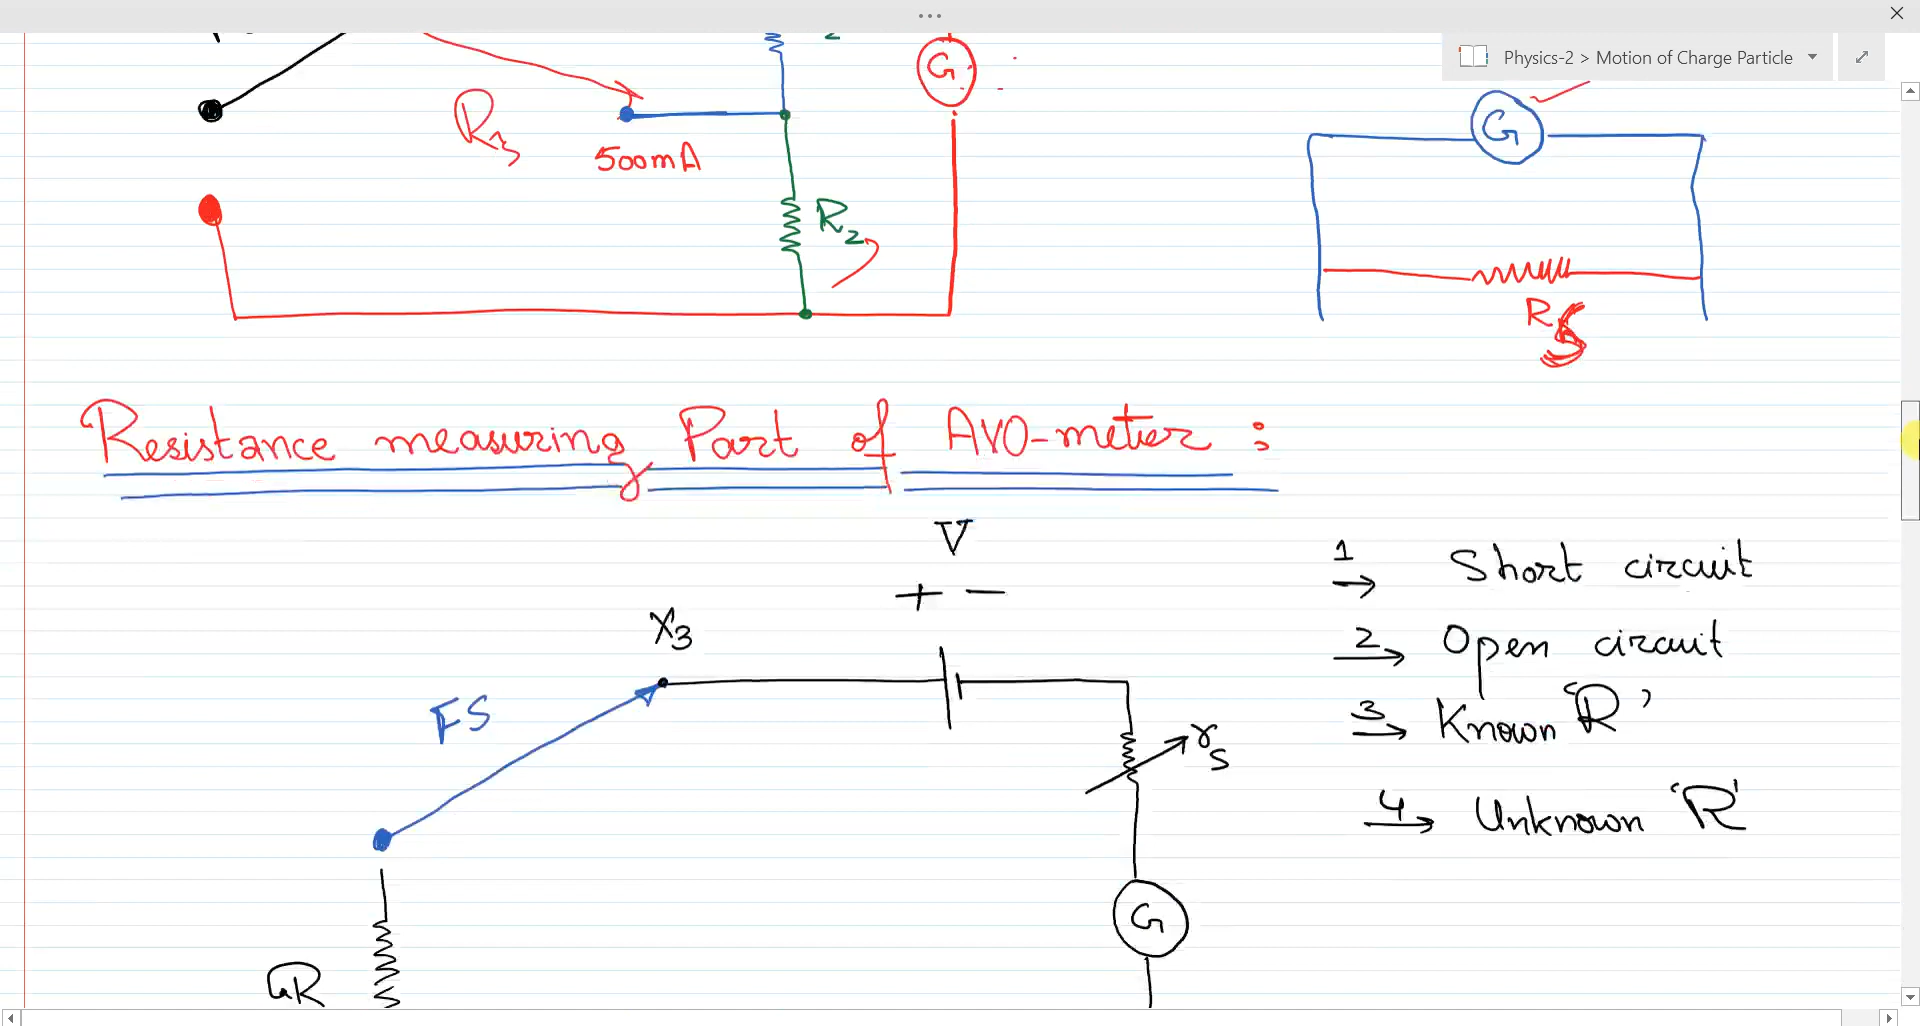 Physics-2 > Motion of Charge Particle
G
G
R3
500mA
R2
RS
Resistance measuring Part of AVO-meter :
V
+ -
X3
FS
rs
G
R
1 → Short circuit
2 → Open circuit
3 → Known 'R'
4 → Unknown 'R'